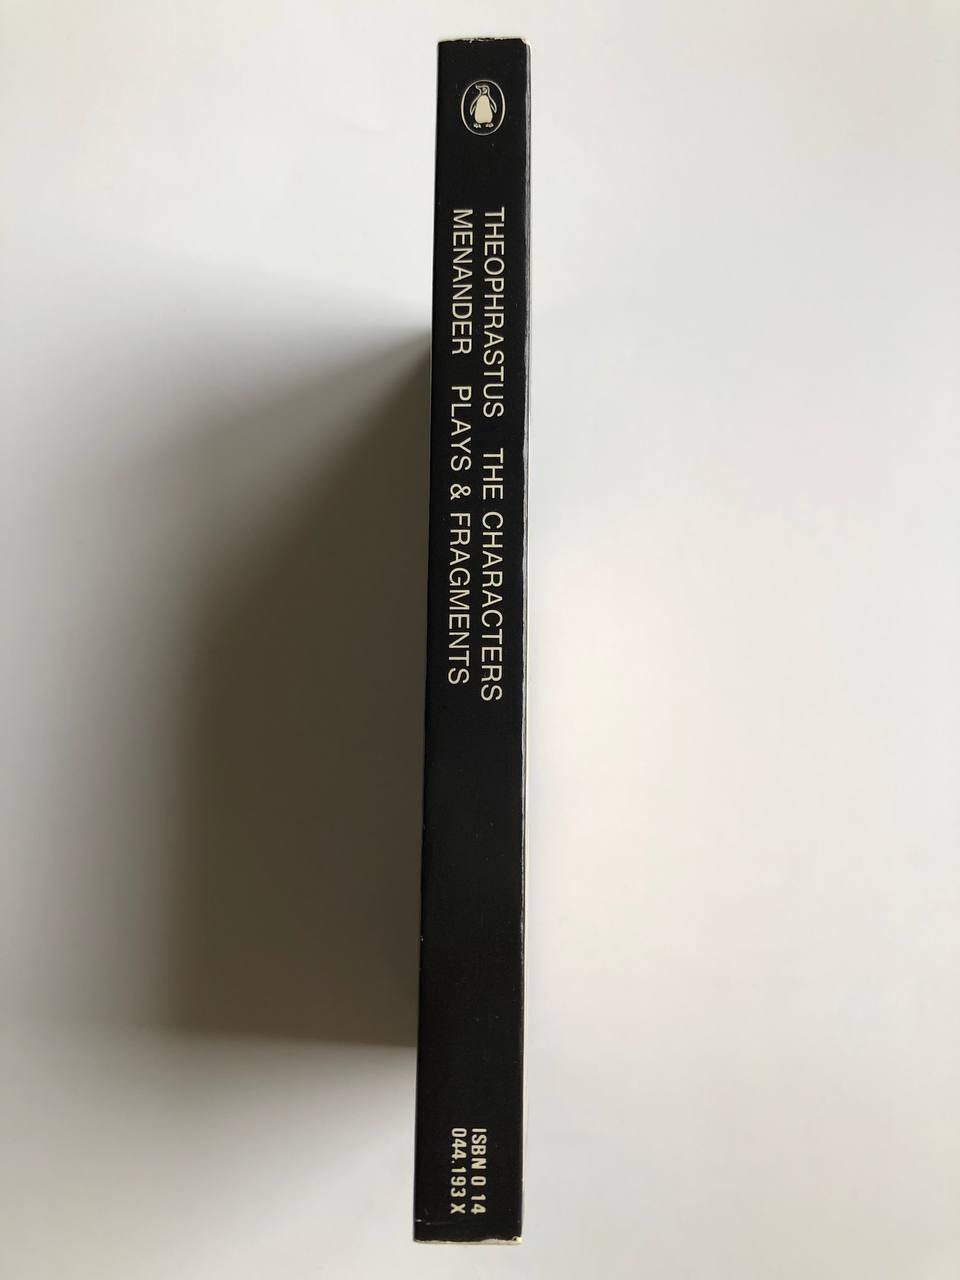 THEOPHRASTUS THE CHARACTERS
MENANDER PLAYS & FRAGMENTS
ISBN 0 14
044.193 X